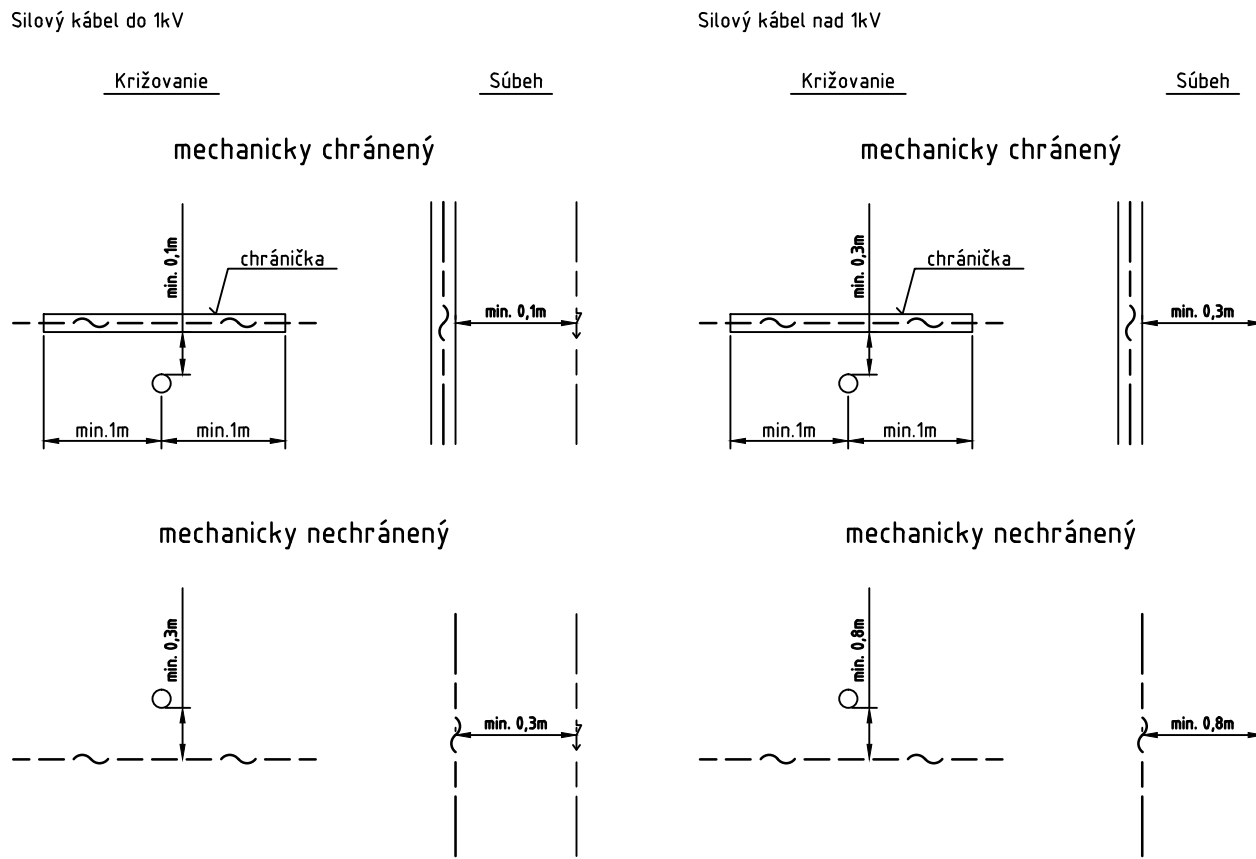 Silový kábel do 1kV
Križovanie
Súbeh
mechanicky chránený
min. 0,1m
chránička
min. 0,1m
min.1m
min.1m
mechanicky nechránený
min. 0,3m
min. 0,3m
Silový kábel nad 1kV
Križovanie
Súbeh
mechanicky chránený
min. 0,3m
chránička
min. 0,3m
min.1m
min.1m
mechanicky nechránený
min. 0,8m
min. 0,8m